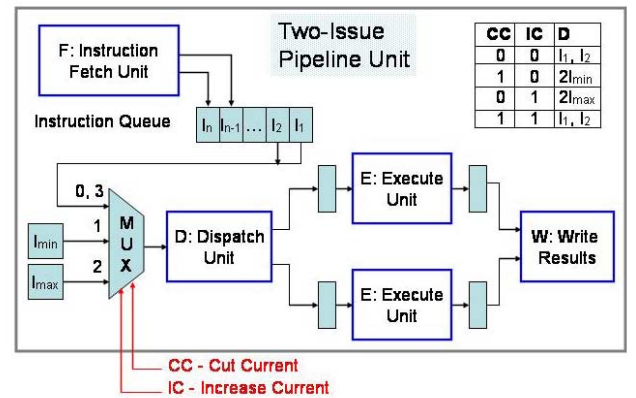 Two-Issue
Pipeline Unit
F: Instruction
Fetch Unit
CC IC D
0 0 I1, I2
1 0 2Imin
0 1 2Imax
1 1 I1, I2
Instruction Queue
In In-1 ... I2 I1
0, 3
1
2
Imin
Imax
MUX
D: Dispatch
Unit
E: Execute
Unit
E: Execute
Unit
W: Write
Results
CC - Cut Current
IC - Increase Current